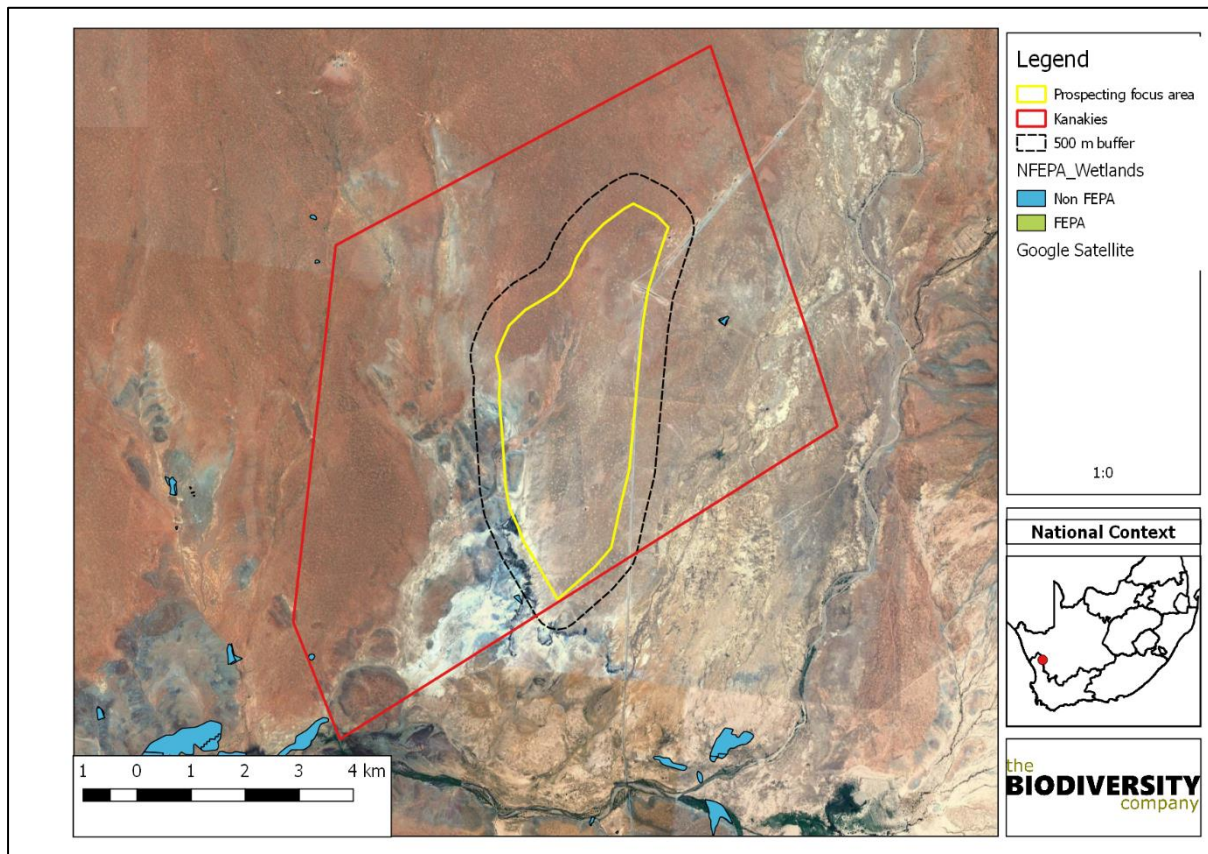 Legend
Prospecting focus area
Kanakies
500 m buffer
NFEPA_Wetlands
Non FEPA
FEPA
Google Satellite
1:0
National Context
1 0 1 2 3 4 km
the
BIODIVERSITY
company